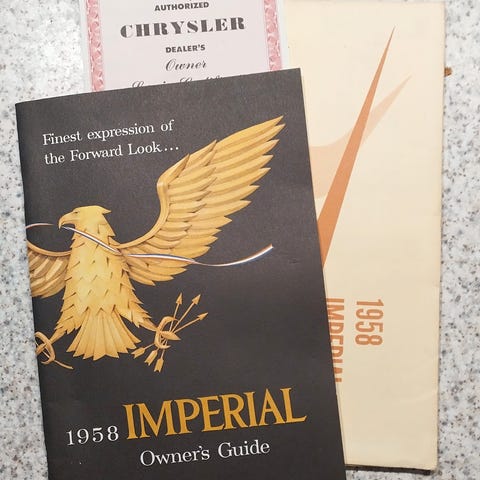 AUTHORIZED
CHRYSLER
DEALER'S
Owner
Finest expression of
the Forward Look...
1958 IMPERIAL
Owner's Guide
1958
IMPERIAL